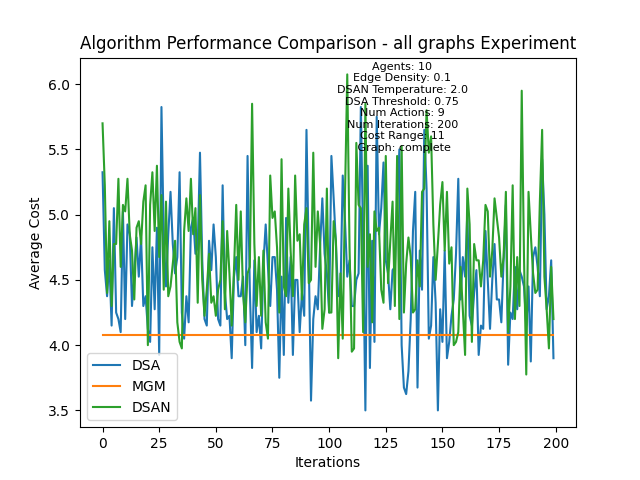 Algorithm Performance Comparison - all graphs Experiment
Agents: 10
Edge Density: 0.1
DSAN Temperature: 2.0
DSA Threshold: 0.75
Num Actions: 9
Num Iterations: 200
Cost Range: 11
Graph: complete
6.0
5.5
5.0
4.5
4.0
3.5
Average Cost
DSA
MGM
DSAN
0
25
50
75
100
125
150
175
200
Iterations